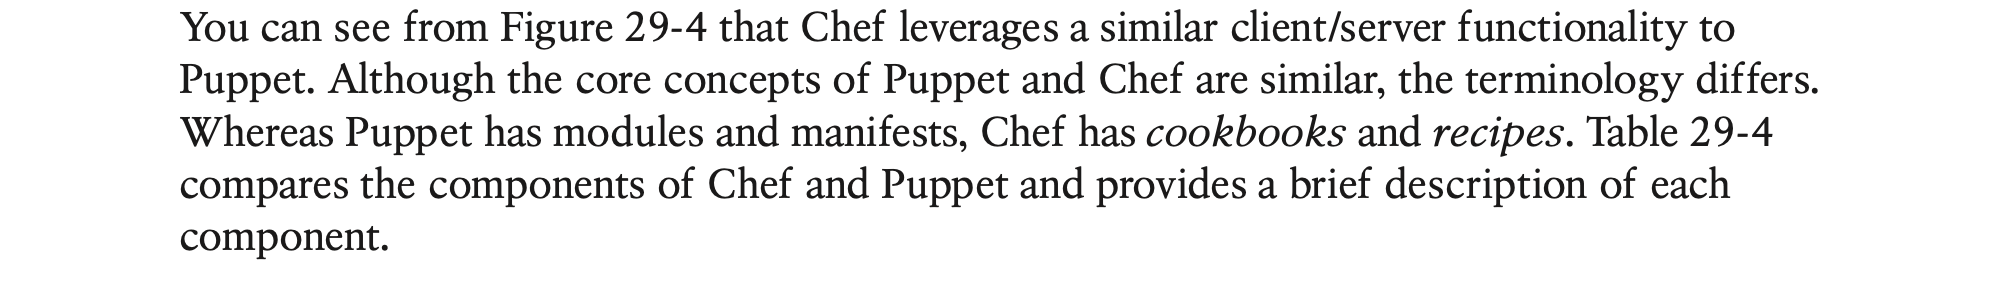 You can see from Figure 29-4 that Chef leverages a similar client/server functionality to
Puppet. Although the core concepts of Puppet and Chef are similar, the terminology differs.
Whereas Puppet has modules and manifests, Chef has cookbooks and recipes. Table 29-4
compares the components of Chef and Puppet and provides a brief description of each
component.